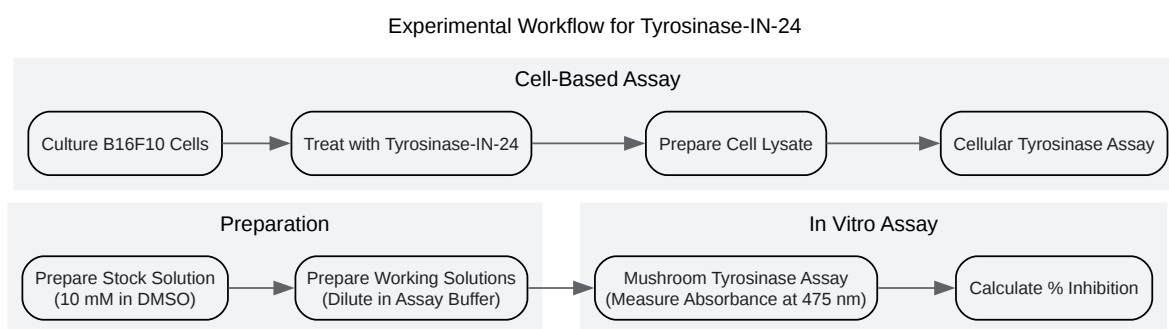 Experimental Workflow for Tyrosinase-IN-24
Cell-Based Assay
Culture B16F10 Cells
Treat with Tyrosinase-IN-24
Prepare Cell Lysate
Cellular Tyrosinase Assay
Preparation
Prepare Stock Solution
(10 mM in DMSO)
Prepare Working Solutions
(Dilute in Assay Buffer)
In Vitro Assay
Mushroom Tyrosinase Assay
(Measure Absorbance at 475 nm)
Calculate % Inhibition